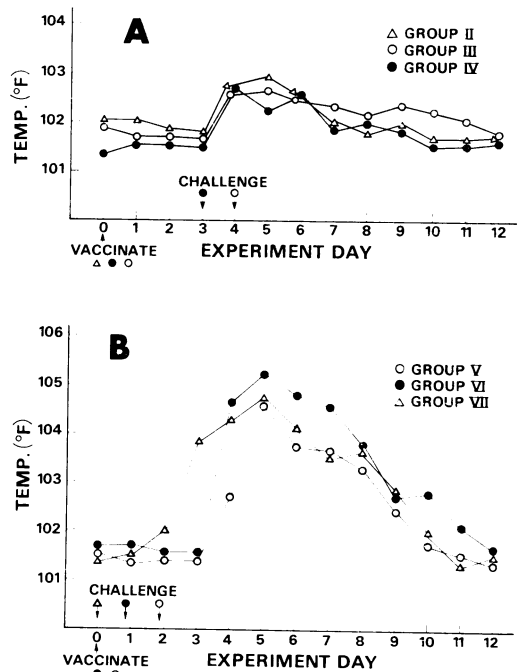 A
104
103
102
101
TEMP. (°F)
△ GROUP II
○ GROUP III
● GROUP IV
CHALLENGE
0 1 2 3 4 5 6 7 8 9 10 11 12
VACCINATE
EXPERIMENT DAY
B
106
105
104
103
102
101
TEMP. (°F)
○ GROUP V
● GROUP VI
△ GROUP VII
CHALLENGE
0 1 2 3 4 5 6 7 8 9 10 11 12
VACCINATE
EXPERIMENT DAY